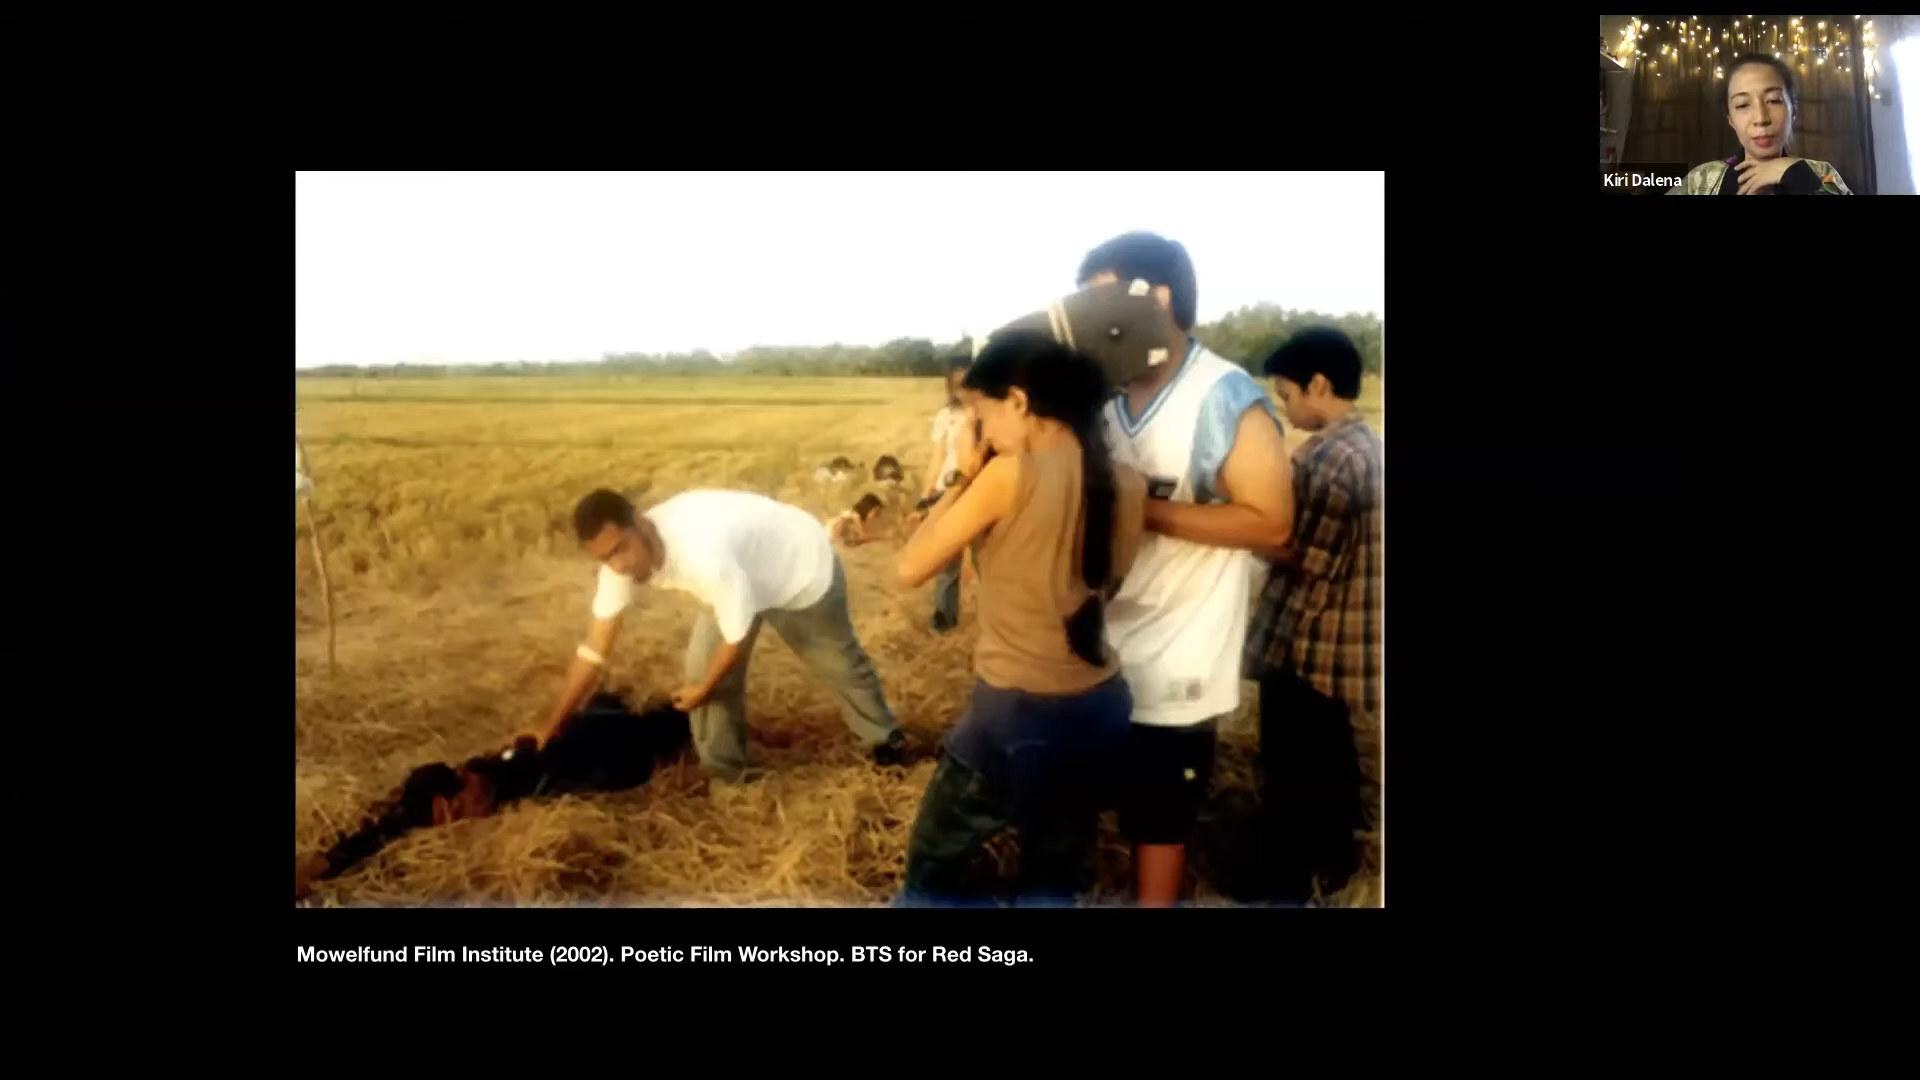 Kiri Dalena
Mowelfund Film Institute (2002). Poetic Film Workshop. BTS for Red Saga.